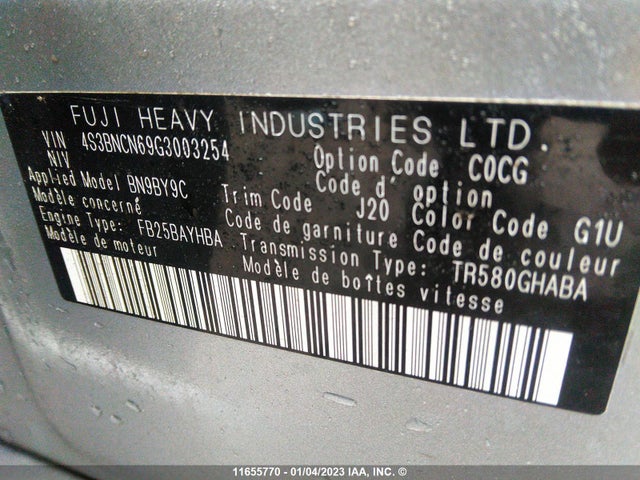 FUJI HEAVY INDUSTRIES LTD.
VIN 4S3BNCN69G3003254
NIV
Option Code C0CG
Code d' option
Applied Model BN9BY9C
Modèle concerné
Trim Code J20 Color Code G1U
Code de garniture Code de couleur
Engine Type: FB25BAYHBA
Modèle de moteur
Transmission Type: TR580GHABA
Modèle de boîtes vitesse
11655770 - 01/04/2023 IAA, INC. ©